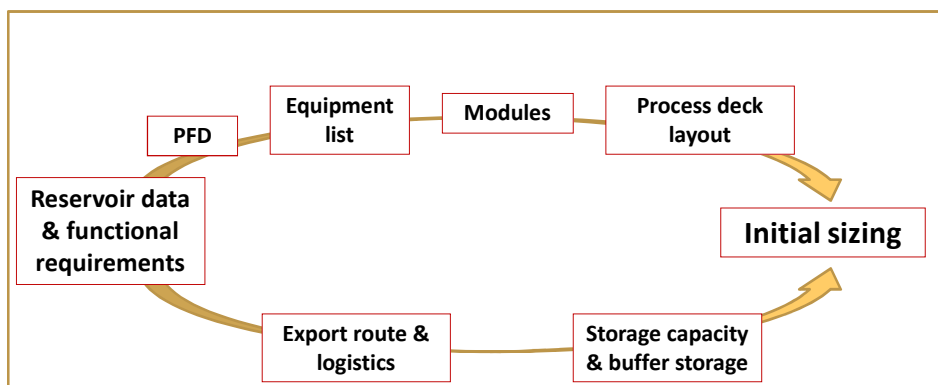 Equipment
list
Modules
Process deck
layout
PFD
Reservoir data
& functional
requirements
Initial sizing
Export route &
logistics
Storage capacity
& buffer storage